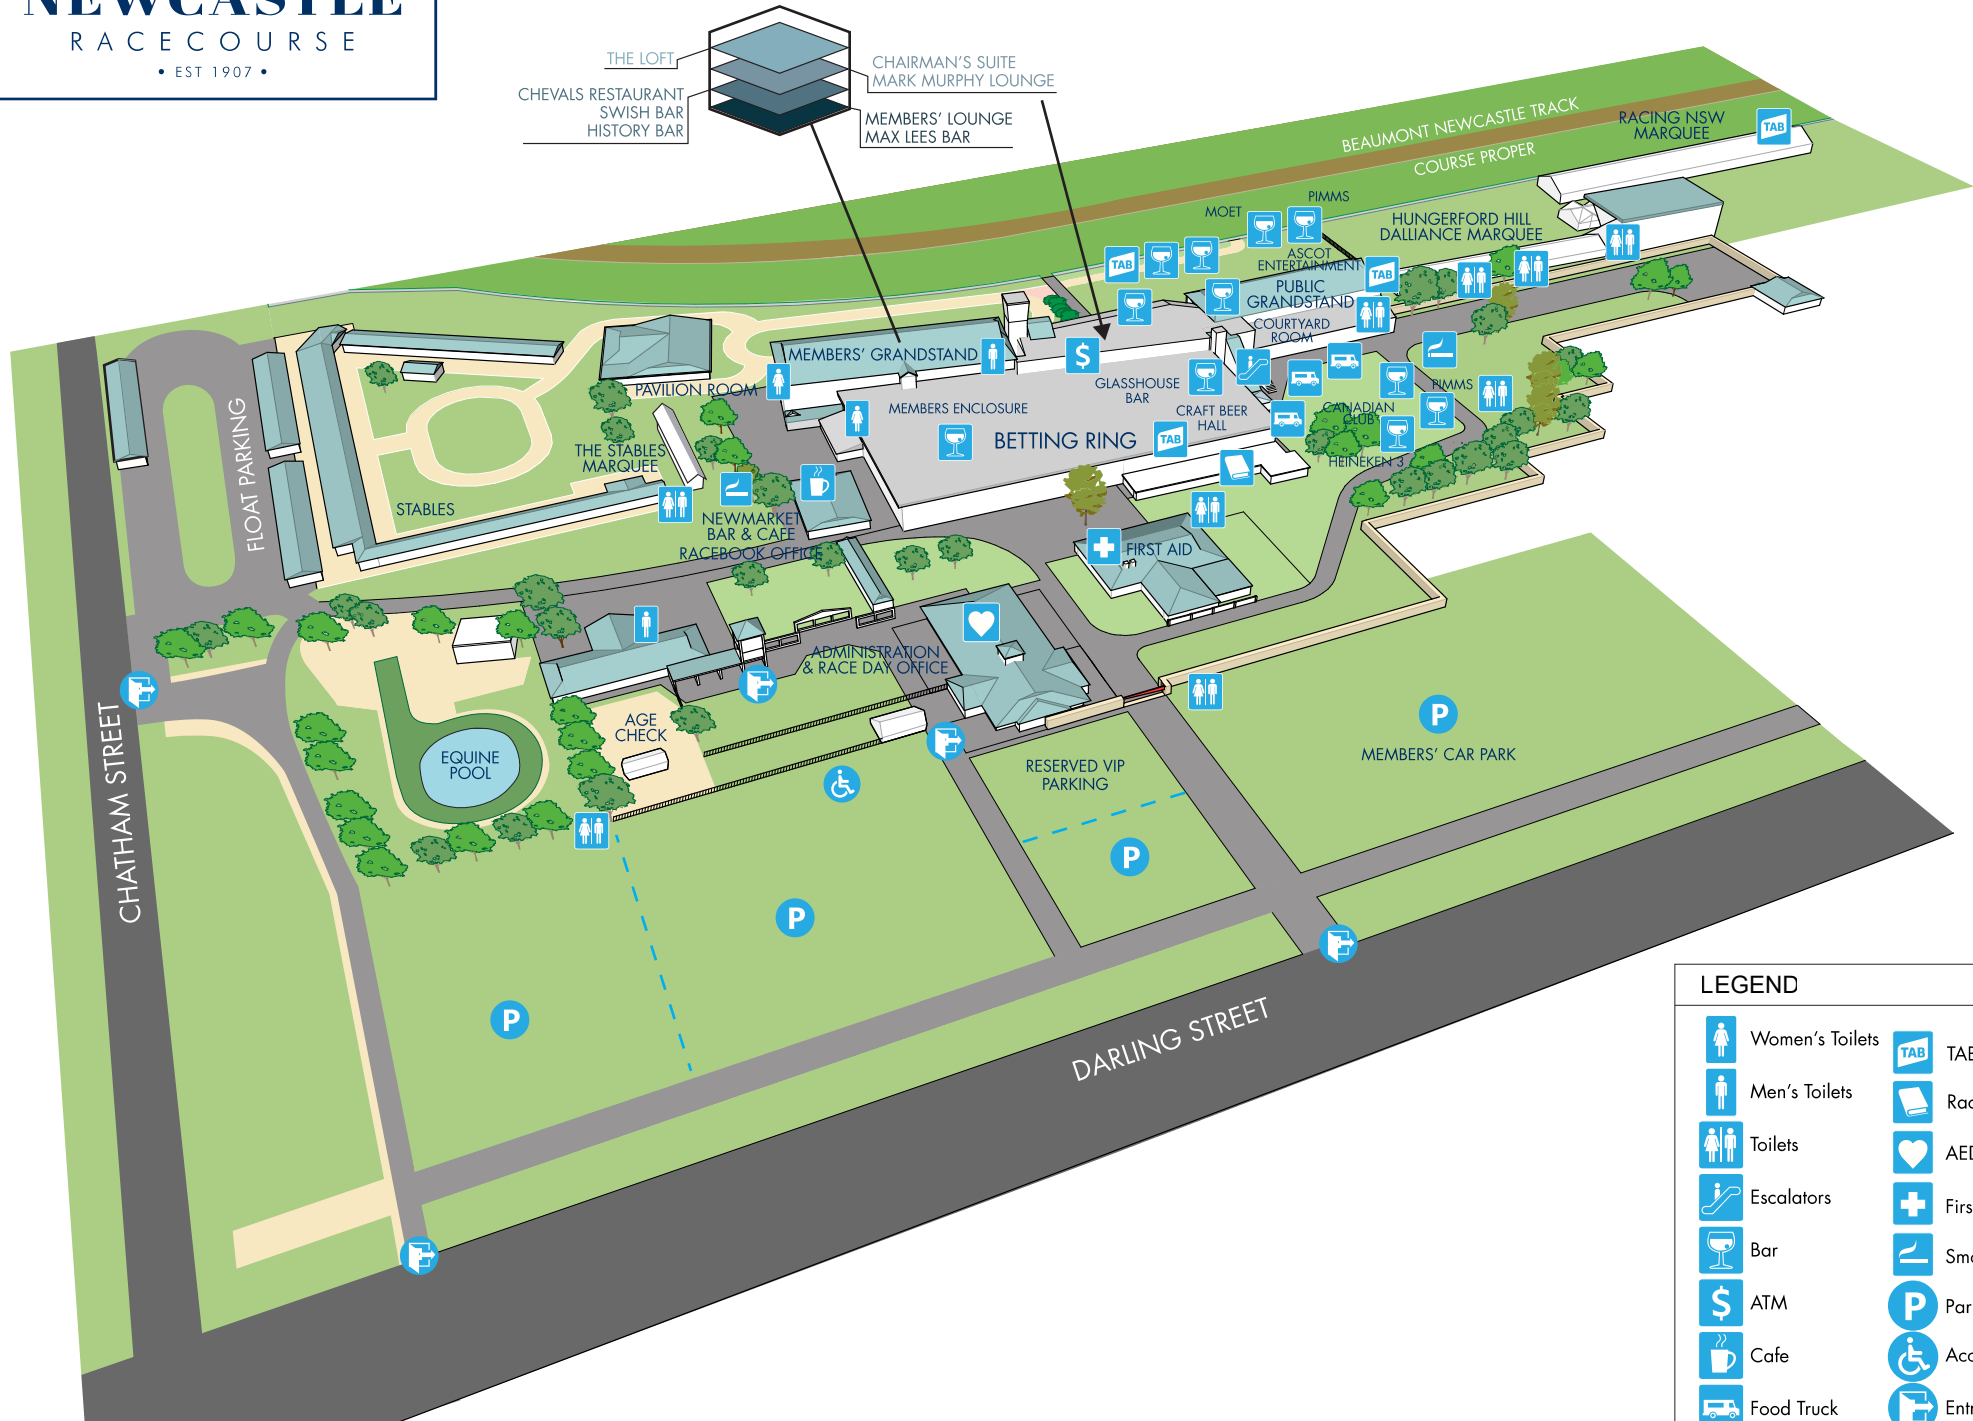 NEWCASTLE
RACECOURSE
• EST 1907 •
THE LOFT
CHEVALS RESTAURANT
SWISH BAR
HISTORY BAR
CHAIRMAN'S SUITE
MARK MURPHY LOUNGE
MEMBERS' LOUNGE
MAX LEES BAR
BEAUMONT NEWCASTLE TRACK
COURSE PROPER
RACING NSW
MARQUEE
TAB
PIMMS
MOET
HUNGERFORD HILL
DALLIANCE MARQUEE
ASCOT
ENTERTAINMENT
TAB
TAB
PUBLIC
GRANDSTAND
COURTYARD
ROOM
MEMBERS' GRANDSTAND
$
PAVILION ROOM
GLASSHOUSE
BAR
PIMMS
MEMBERS ENCLOSURE
CRAFT BEER
HALL
CANADIAN
CLUB
BETTING RING
TAB
HEINEKEN 3
FLOAT PARKING
THE STABLES
MARQUEE
STABLES
NEWMARKET
BAR & CAFE
RACEBOOK OFFICE
FIRST AID
ADMINISTRATION
& RACE DAY OFFICE
AGE
CHECK
EQUINE
POOL
RESERVED VIP
PARKING
P
MEMBERS' CAR PARK
P
P
P
CHATHAM STREET
DARLING STREET
LEGEND
Women's Toilets
Men's Toilets
Toilets
Escalators
Bar
$ ATM
Cafe
Food Truck
TAB TAB
P